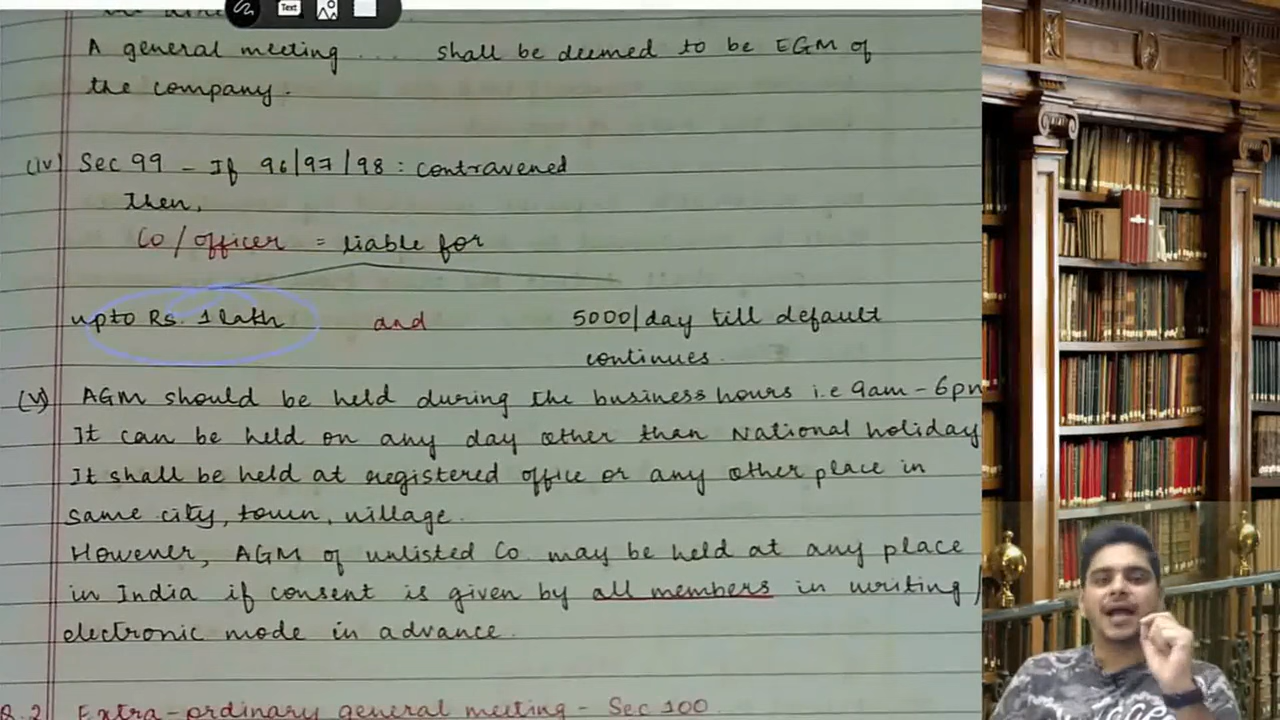 Text
A general meeting ... shall be deemed to be EGM of
the company.
(iv) Sec 99 - If 96/97/98 : contravened
Then,
Co/officer = liable for
upto Rs. 1 lakh and 5000/day till default
continues.
(v) AGM should be held during the business hours i.e 9am - 6pm
It can be held on any day other than National holiday
It shall be held at registered office or any other place in
same city, town, village.
However, AGM of unlisted Co. may be held at any place
in India if consent is given by all members in writing /
electronic mode in advance.
Extra-ordinary general meeting - Sec 100